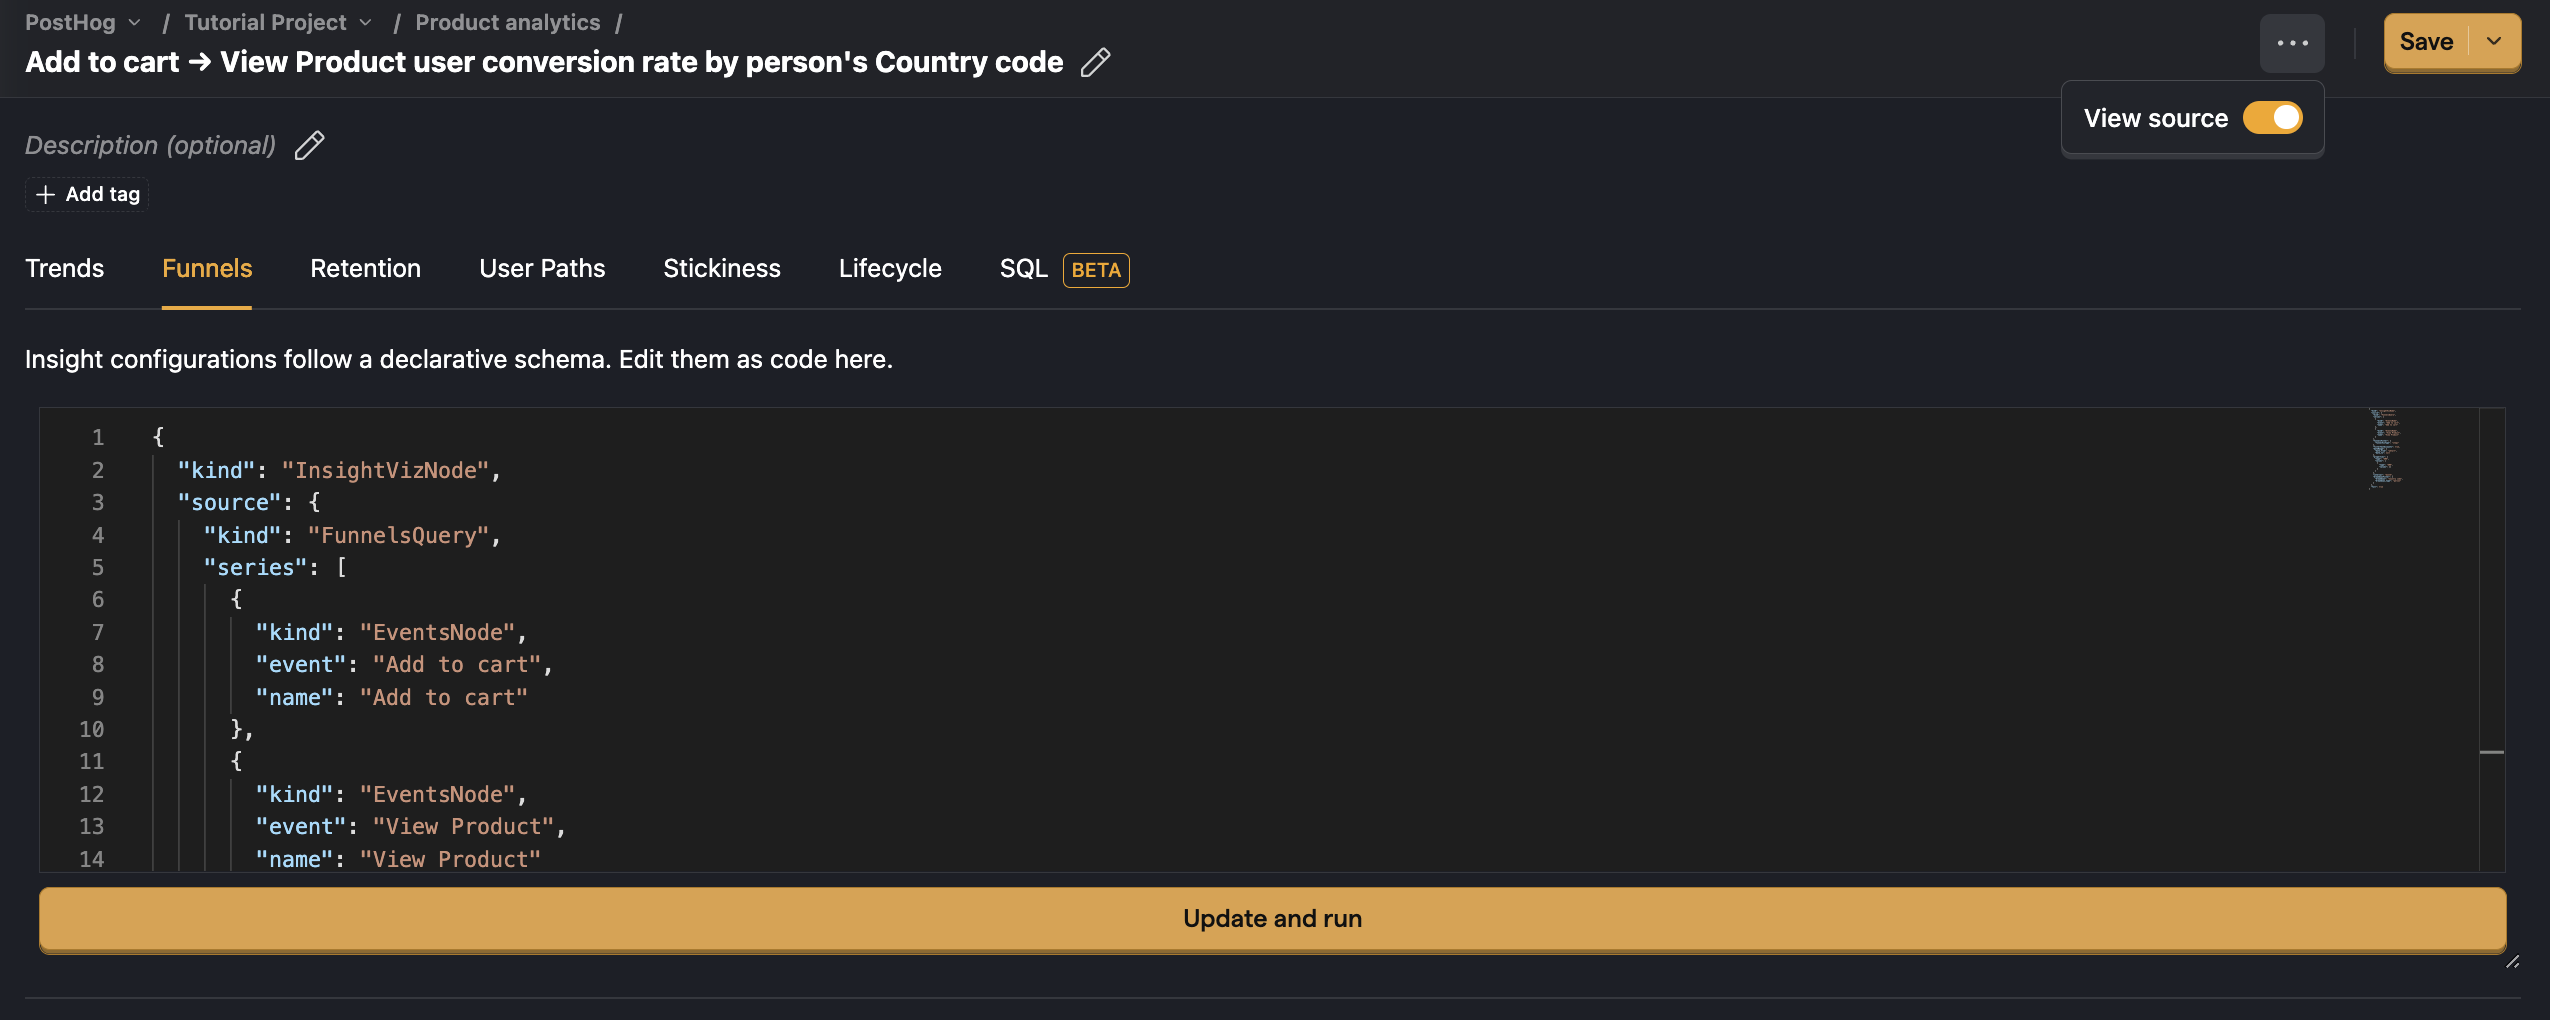 PostHog / Tutorial Project / Product analytics /
Add to cart → View Product user conversion rate by person's Country code
Save
View source
Description (optional)
+ Add tag
Trends Funnels Retention User Paths Stickiness Lifecycle SQL BETA
Insight configurations follow a declarative schema. Edit them as code here.
1 {
2 "kind": "InsightVizNode",
3 "source": {
4 "kind": "FunnelsQuery",
5 "series": [
6 {
7 "kind": "EventsNode",
8 "event": "Add to cart",
9 "name": "Add to cart"
10 },
11 {
12 "kind": "EventsNode",
13 "event": "View Product",
14 "name": "View Product"
Update and run